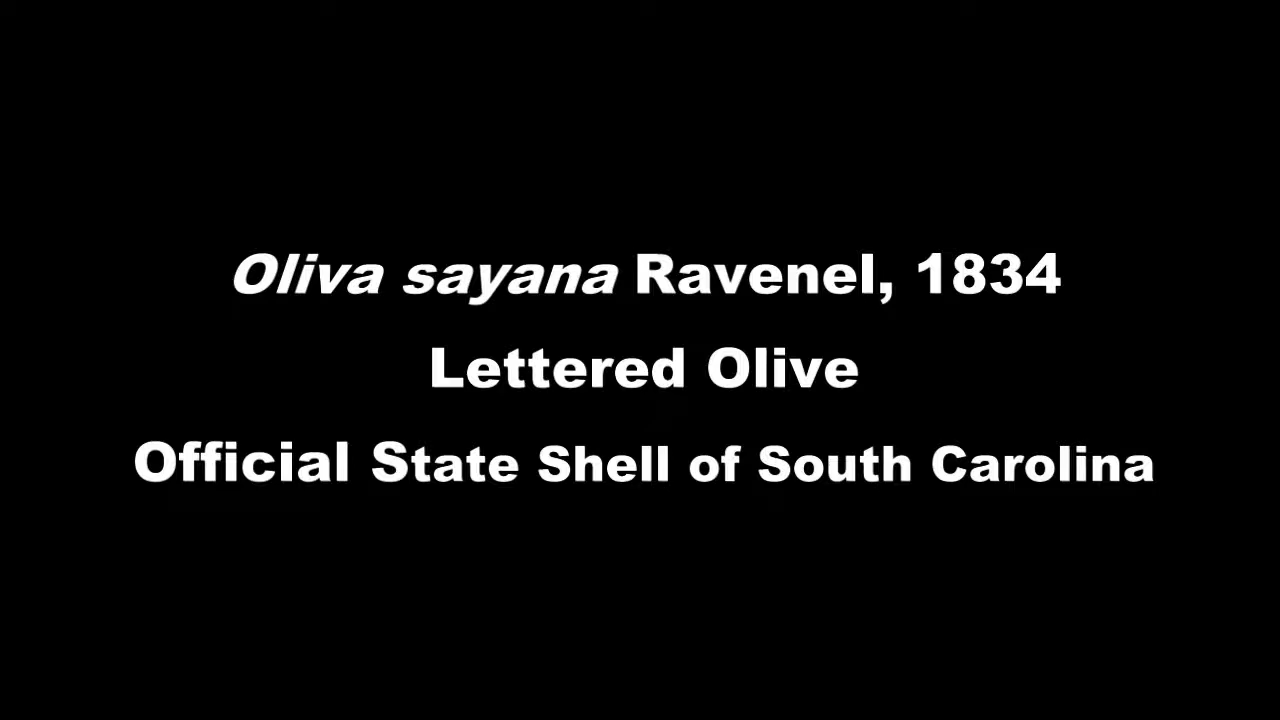 Oliva sayana Ravenel, 1834
Lettered Olive
Official State Shell of South Carolina